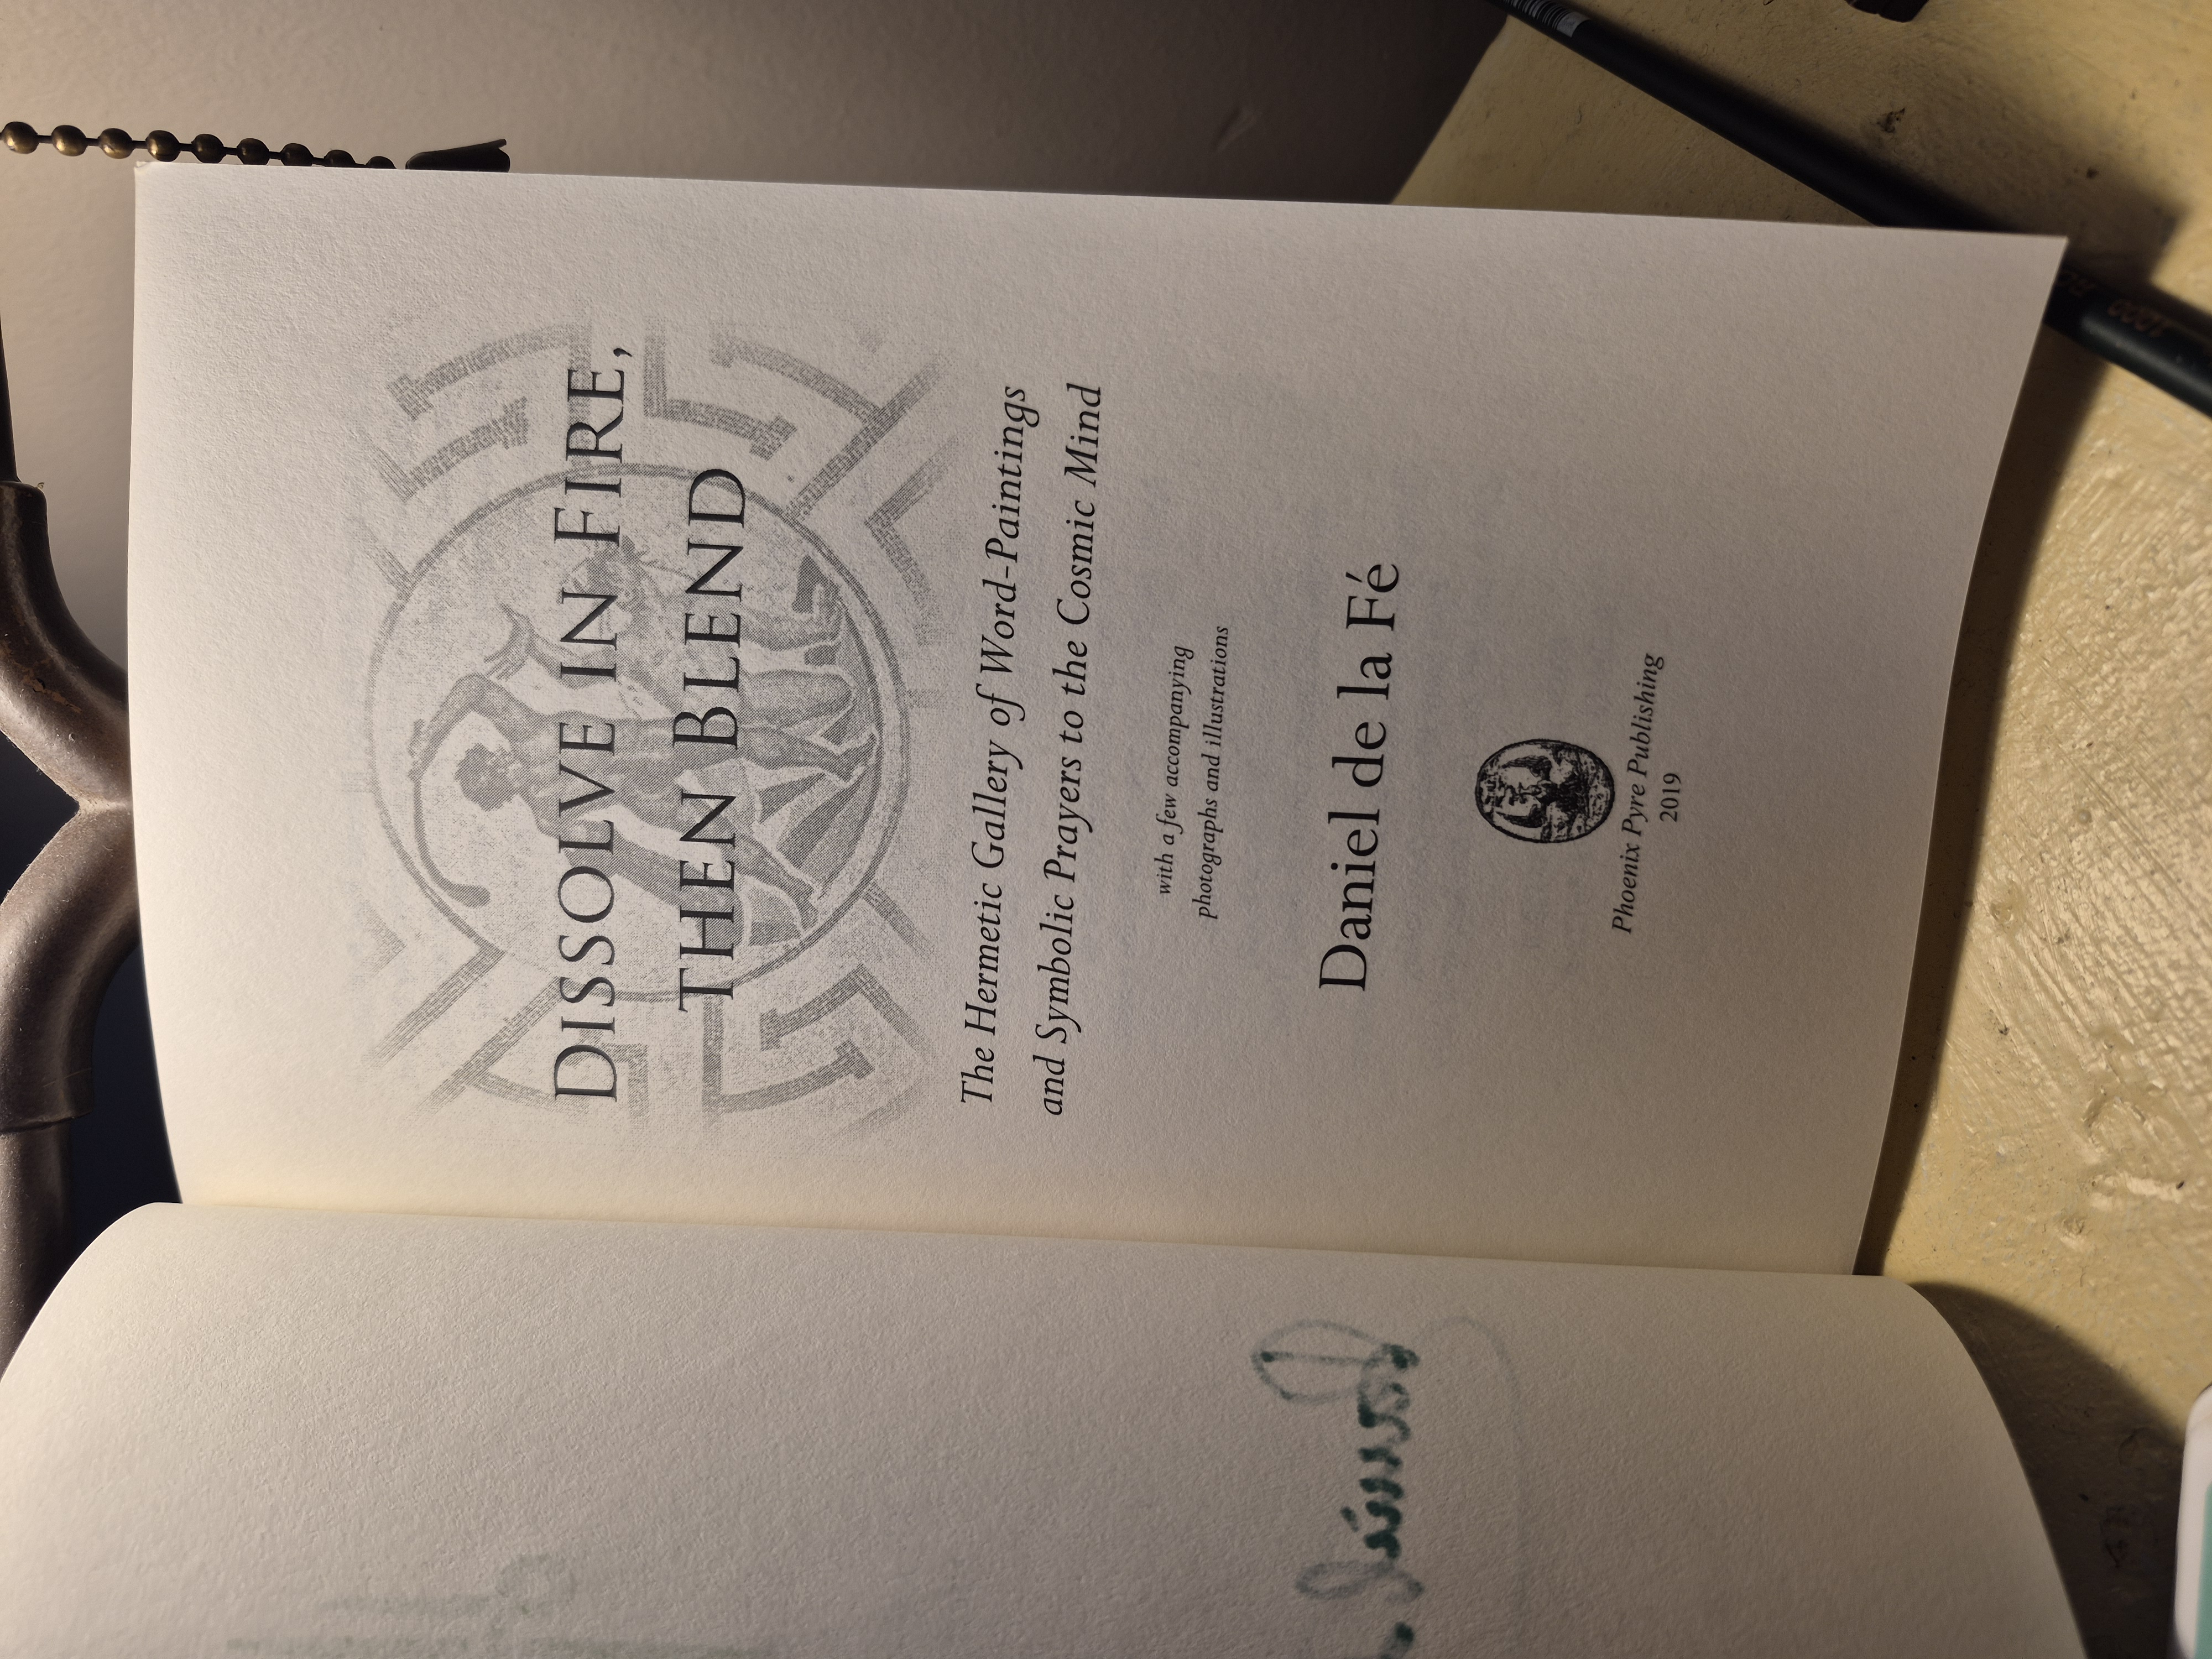 DISSOLVE IN FIRE,
THEN BLEND
The Hermetic Gallery of Word-Paintings
and Symbolic Prayers to the Cosmic Mind
with a few accompanying
photographs and illustrations
Daniel de la Fé
Phoenix Pyre Publishing
2019